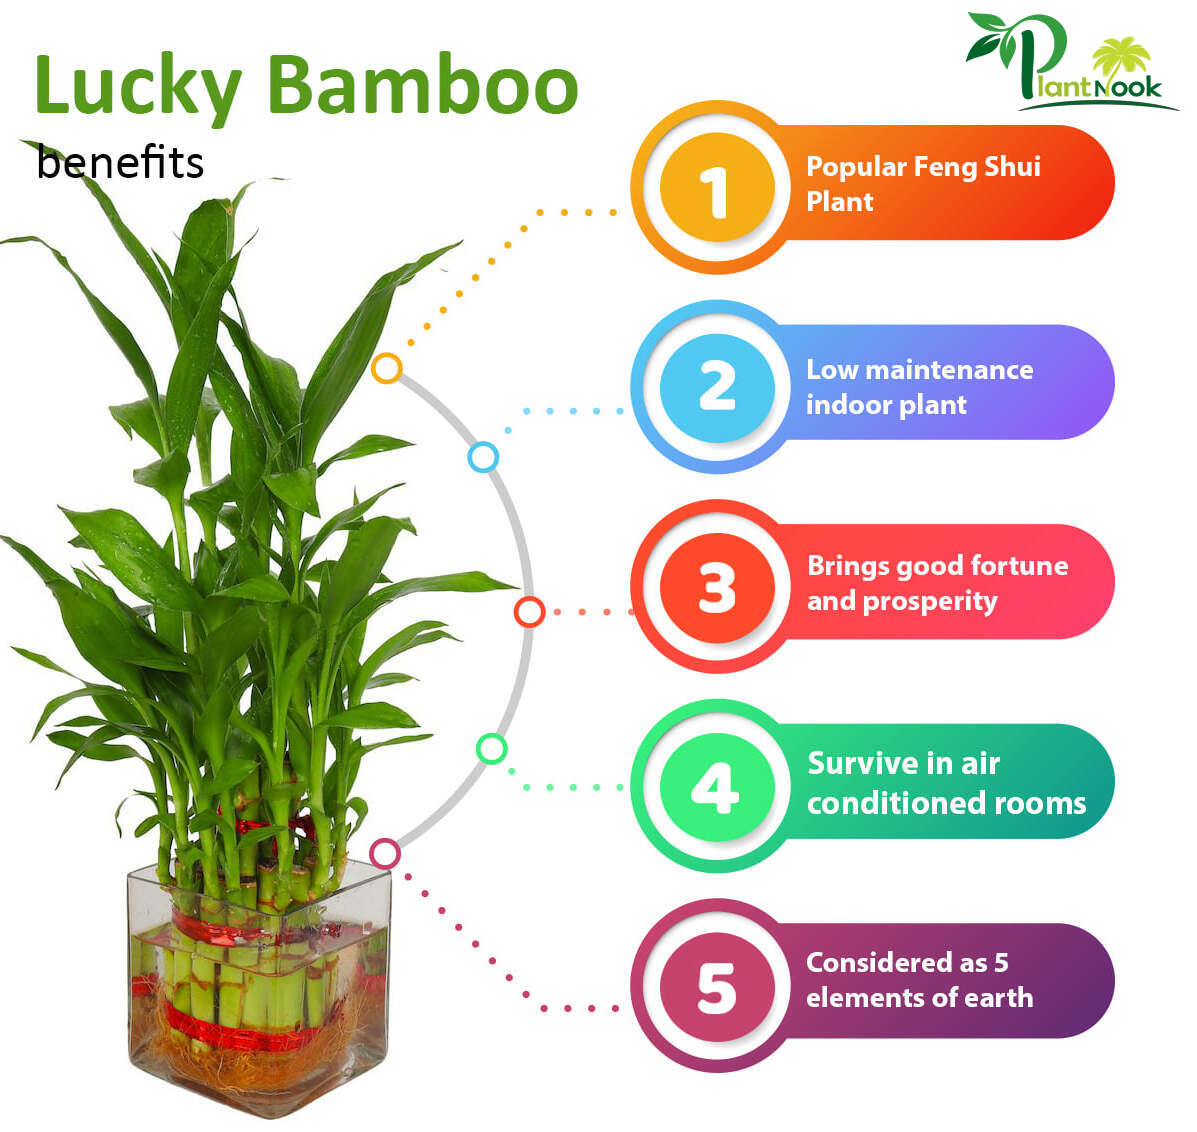 Lucky Bamboo
benefits
PlantNook
1
Popular Feng Shui
Plant
2
Low maintenance
indoor plant
3
Brings good fortune
and prosperity
4
Survive in air
conditioned rooms
5
Considered as 5
elements of earth